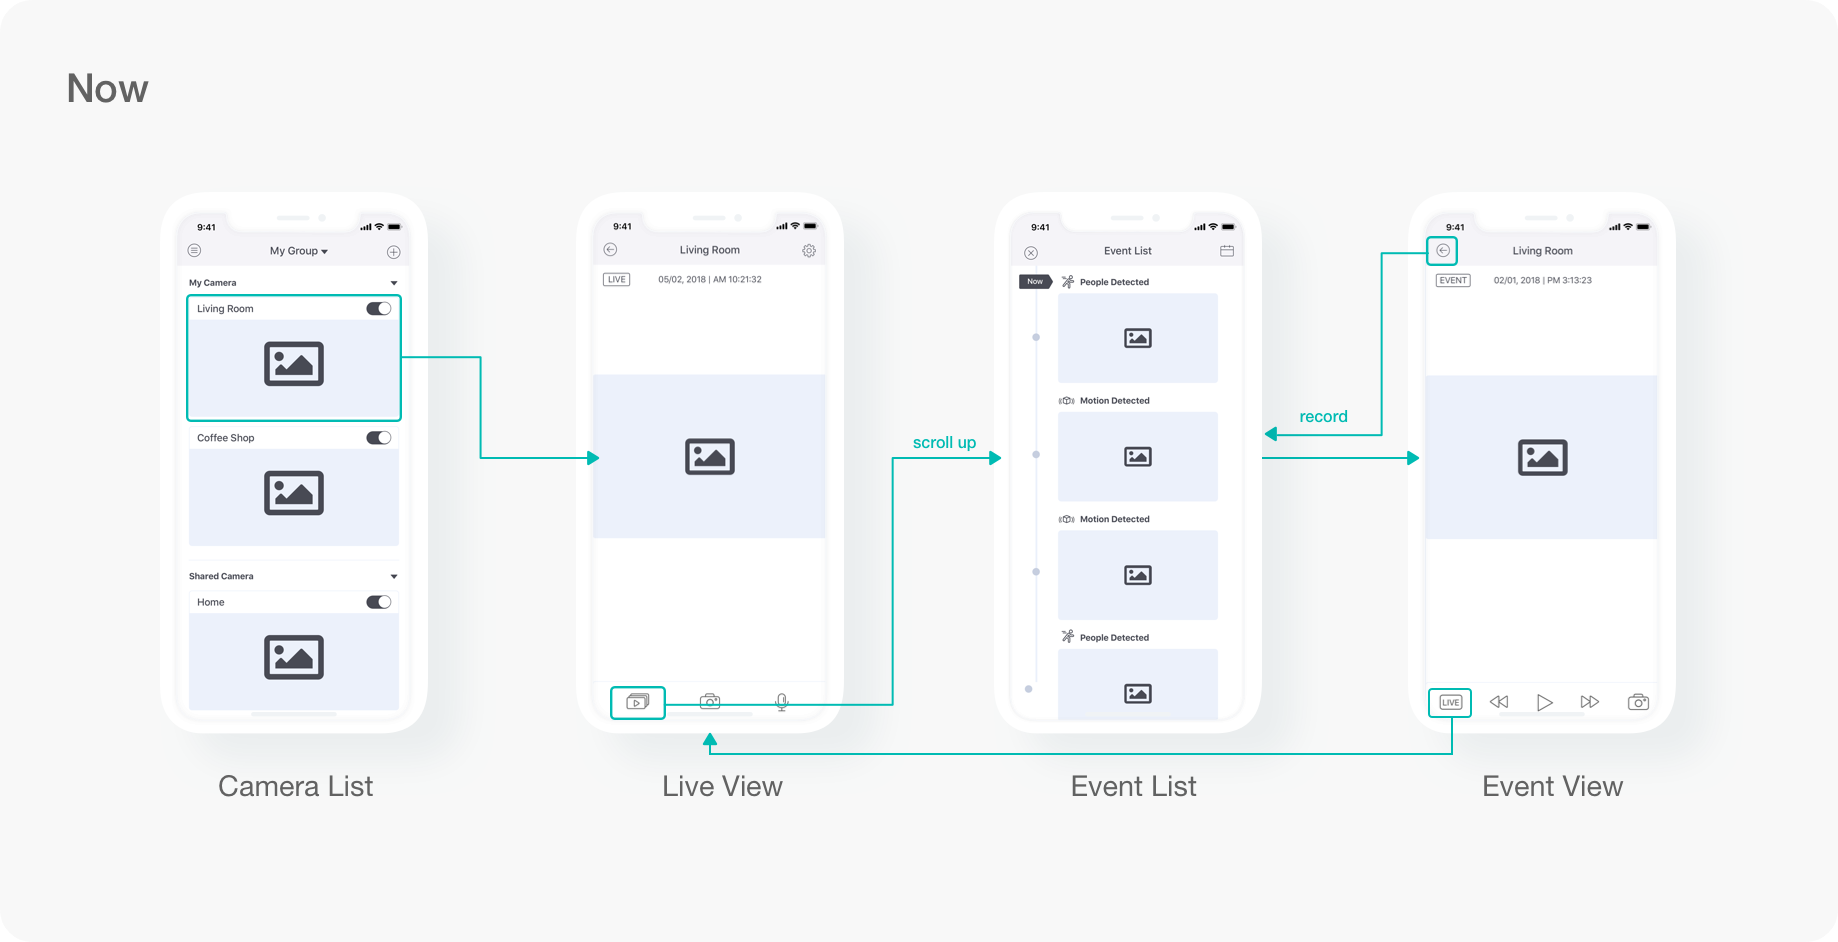 Now
9:41
My Group
My Camera
Living Room
Coffee Shop
Shared Camera
Home
Camera List
9:41
Living Room
LIVE
05/02, 2018 | AM 10:21:32
Live View
scroll up
9:41
Event List
Now
People Detected
Motion Detected
Motion Detected
People Detected
Event List
record
9:41
Living Room
EVENT
02/01, 2018 | PM 3:13:23
LIVE
Event View